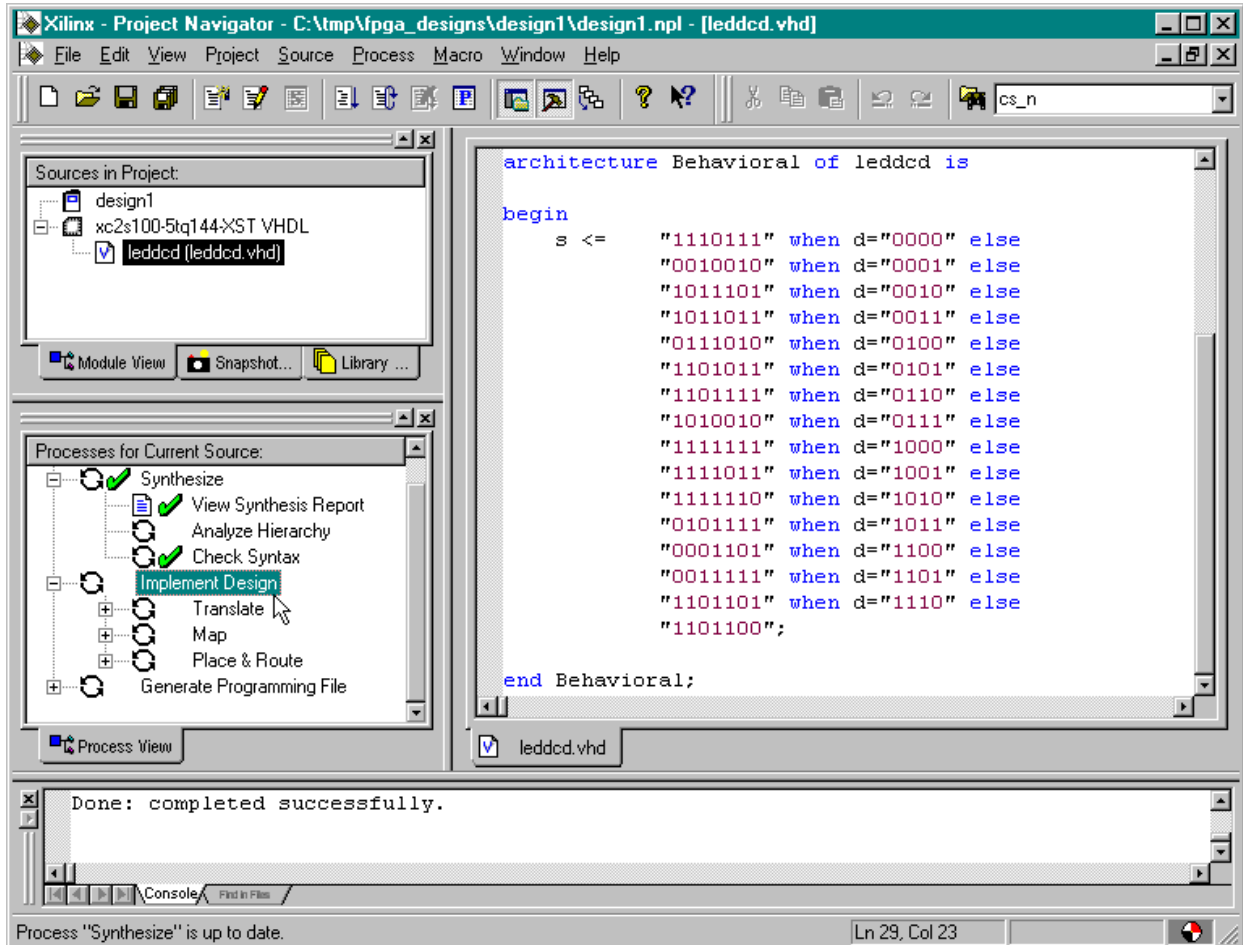 Xilinx - Project Navigator - C:\tmp\fpga_designs\design1\design1.npl - [leddcd.vhd]
File Edit View Project Source Process Macro Window Help
cs_n
Sources in Project:
design1
xc2s100-5tq144-XST VHDL
leddcd (leddcd.vhd)
Module View Snapshot... Library ...
Processes for Current Source:
Synthesize
View Synthesis Report
Analyze Hierarchy
Check Syntax
Implement Design
Translate
Map
Place & Route
Generate Programming File
Process View
architecture Behavioral of leddcd is
begin
s <= "1110111" when d="0000" else
"0010010" when d="0001" else
"1011101" when d="0010" else
"1011011" when d="0011" else
"0111010" when d="0100" else
"1101011" when d="0101" else
"1101111" when d="0110" else
"1010010" when d="0111" else
"1111111" when d="1000" else
"1111011" when d="1001" else
"1111110" when d="1010" else
"0101111" when d="1011" else
"0001101" when d="1100" else
"0011111" when d="1101" else
"1101101" when d="1110" else
"1101100";
end Behavioral;
leddcd.vhd
Done: completed successfully.
Console Find in Files
Process "Synthesize" is up to date.
Ln 29, Col 23